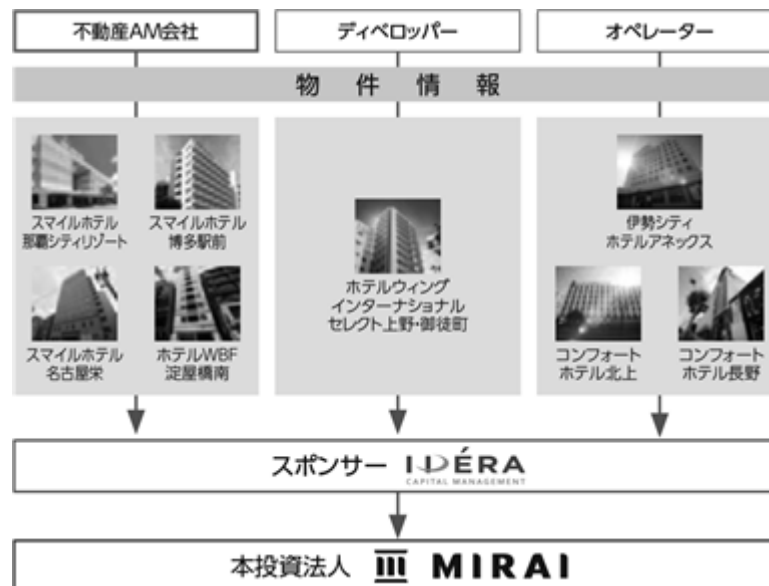 不動産AM会社
ディベロッパー
オペレーター
物件情報
スマイルホテル
那覇シティリゾート
スマイルホテル
博多駅前
スマイルホテル
名古屋栄
ホテルWBF
淀屋橋南
ホテルウィング
インターナショナル
セレクト上野・御徒町
伊勢シティ
ホテルアネックス
コンフォート
ホテル北上
コンフォート
ホテル長野
スポンサー IDÉRA
CAPITAL MANAGEMENT
本投資法人 MIRAI